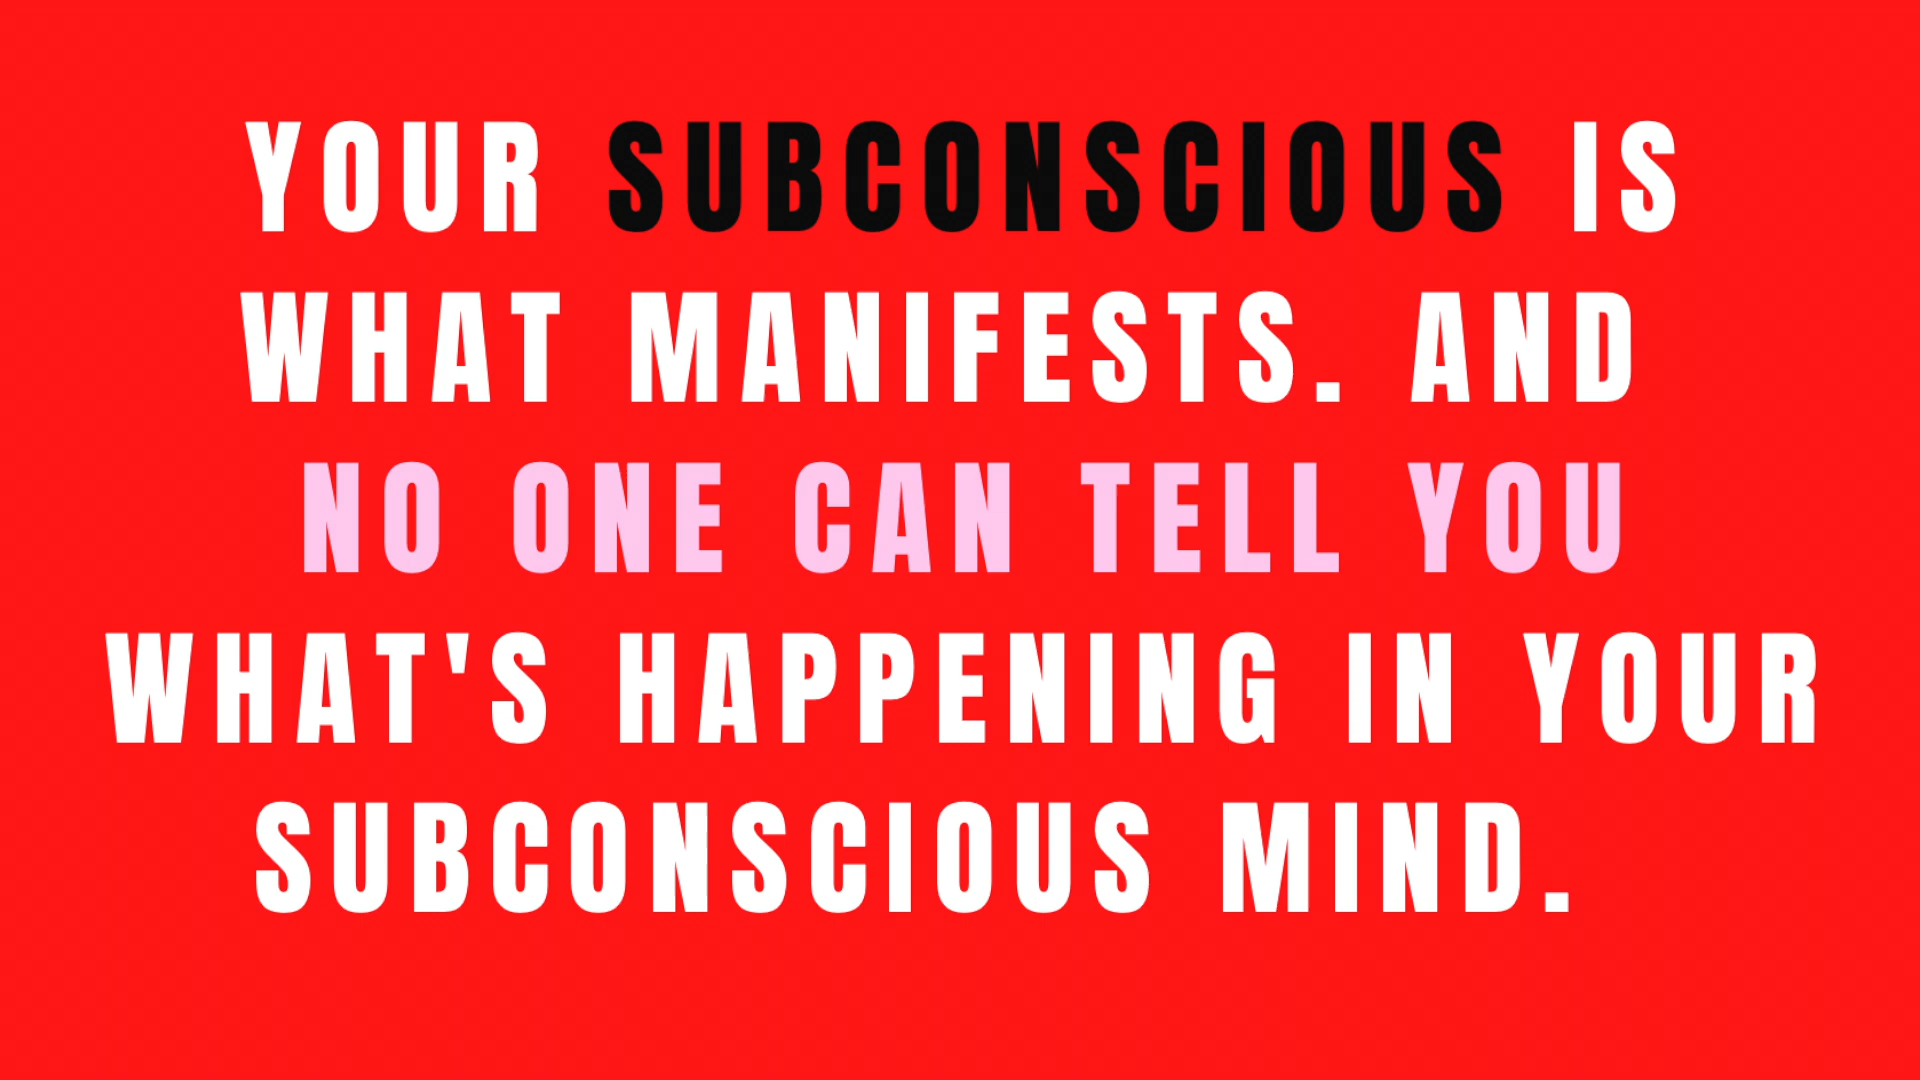 YOUR SUBCONSCIOUS IS
WHAT MANIFESTS. AND
NO ONE CAN TELL YOU
WHAT'S HAPPENING IN YOUR
SUBCONSCIOUS MIND.